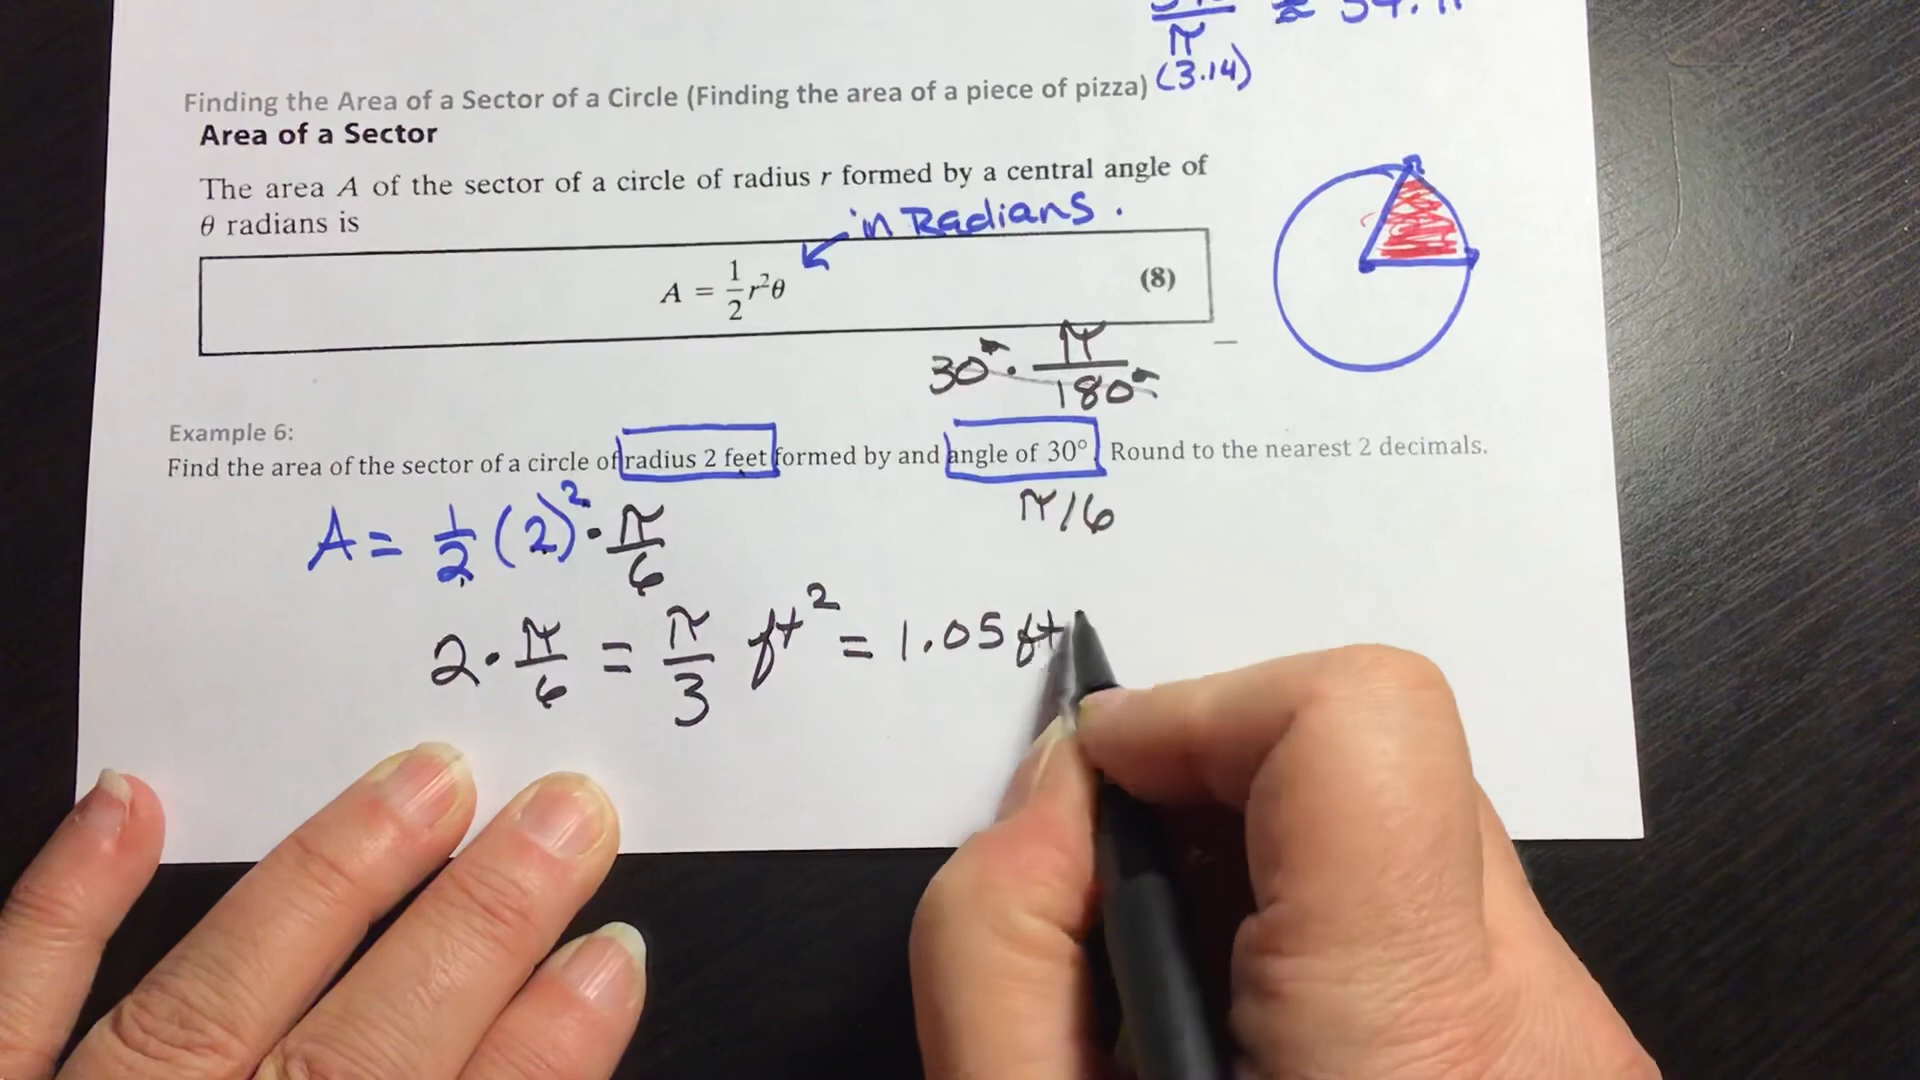 π
(3.14)
Finding the Area of a Sector of a Circle (Finding the area of a piece of pizza)
Area of a Sector
The area A of the sector of a circle of radius r formed by a central angle of
θ radians is
in Radians.
A = 1/2 r²θ (8)
30° · π/180°
Example 6:
Find the area of the sector of a circle of radius 2 feet formed by and angle of 30° Round to the nearest 2 decimals.
π/6
A = 1/2 (2)² · π/6
2 · π/6 = π/3 ft² = 1.05 ft